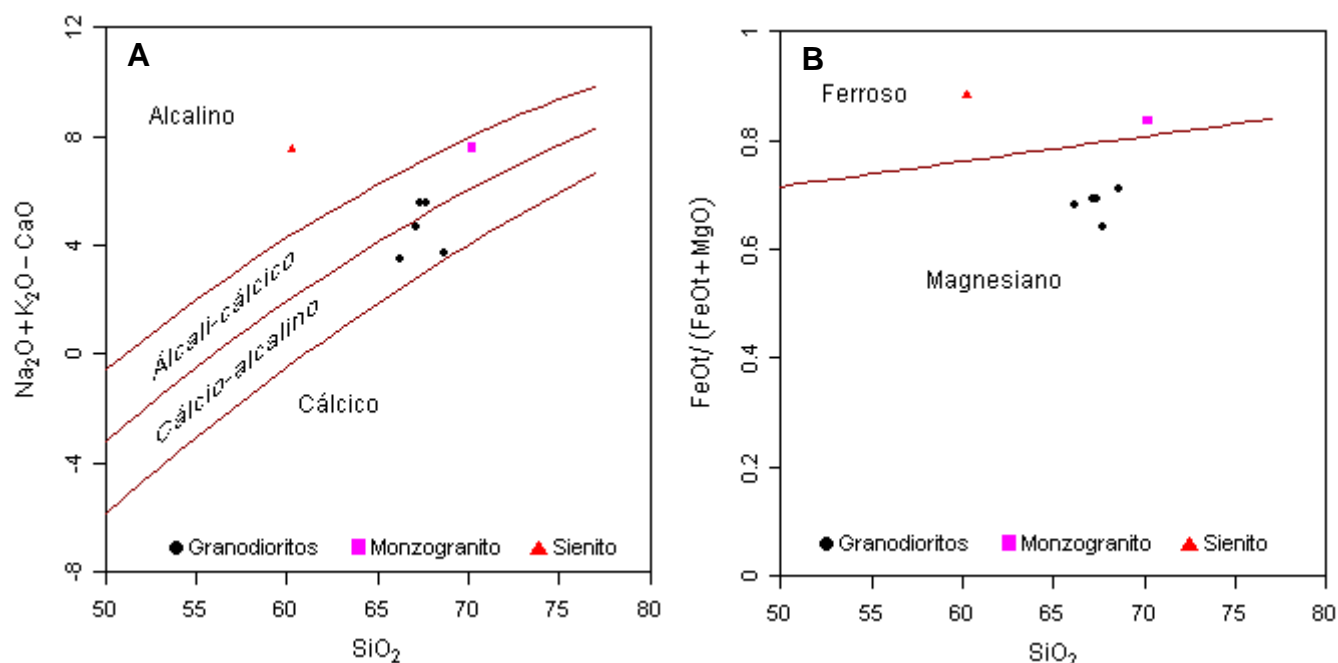 A
12
8
4
0
-4
-8
Na₂O + K₂O – CaO
Alcalino
Álcali-cálcico
Cálcio-alcalino
Cálcico
Granodioritos Monzogranito Sienito
50 55 60 65 70 75 80
SiO₂
B
1
0.8
0.6
0.4
0.2
0
FeOt/ (FeOt + MgO)
Ferroso
Magnesiano
Granodioritos Monzogranito Sienito
50 55 60 65 70 75 80
SiO₂